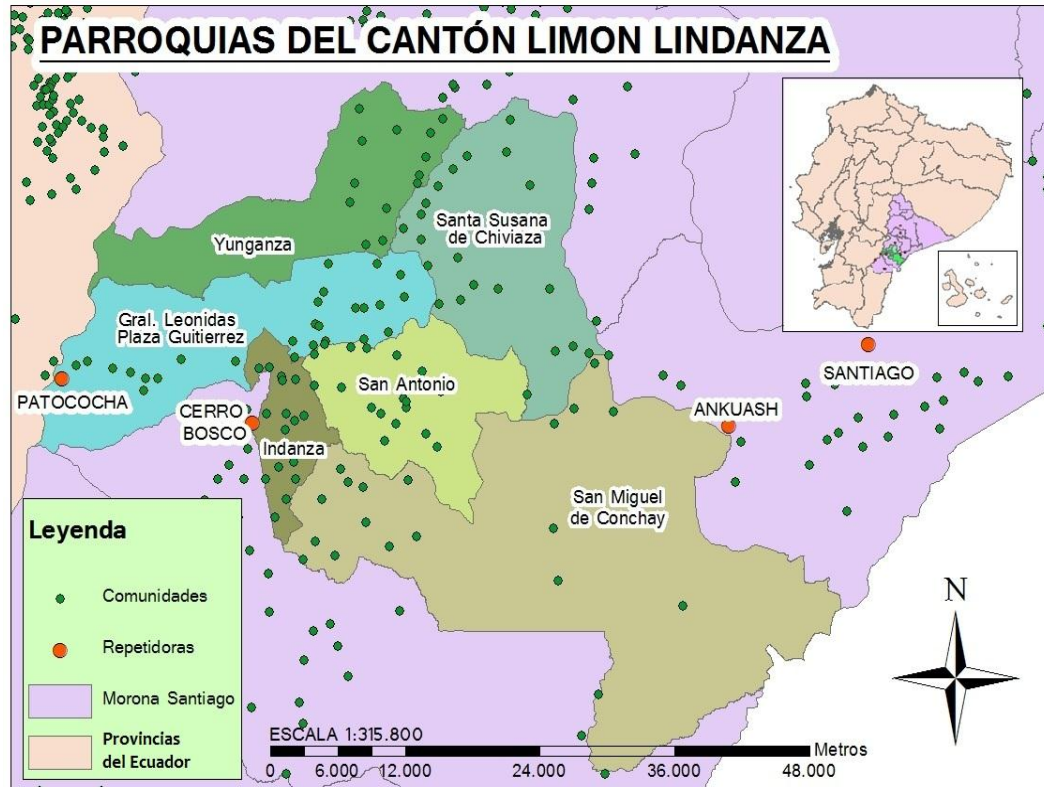 PARROQUIAS DEL CANTÓN LIMON LINDANZA
Yunganza
Santa Susana
de Chiviaza
Gral. Leonidas
Plaza Guitierrez
San Antonio
PATOCOCHA
CERRO
BOSCO
Indanza
SANTIAGO
ANKUASH
San Miguel
de Conchay
Leyenda
Comunidades
Repetidoras
Morona Santiago
Provincias
del Ecuador
N
ESCALA 1:315.800
Metros
0 6.000 12.000 24.000 36.000 48.000